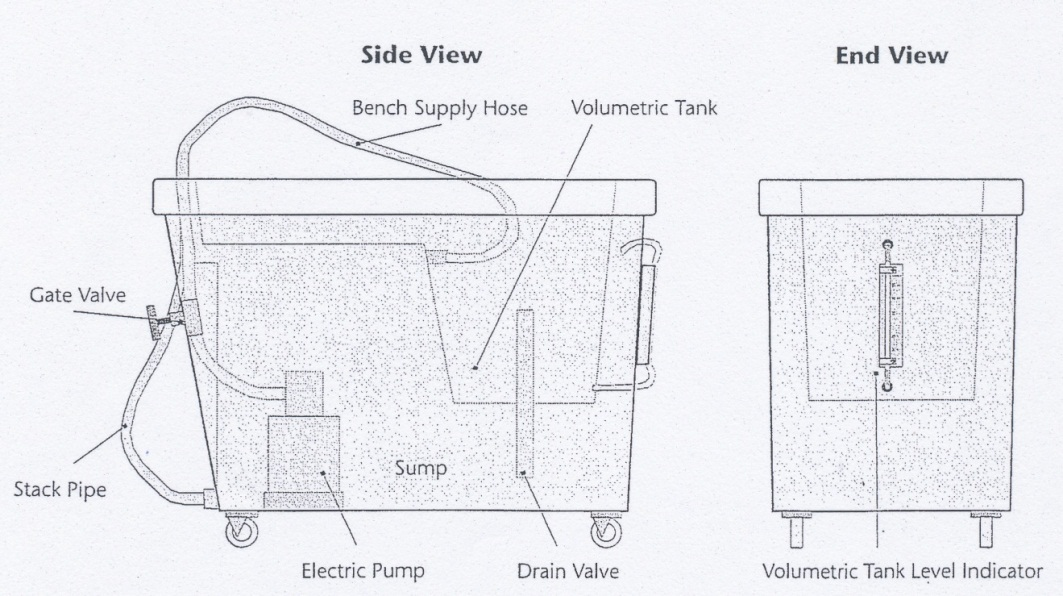 Side View
End View
Bench Supply Hose
Volumetric Tank
Gate Valve
Sump
Stack Pipe
Electric Pump
Drain Valve
Volumetric Tank Level Indicator